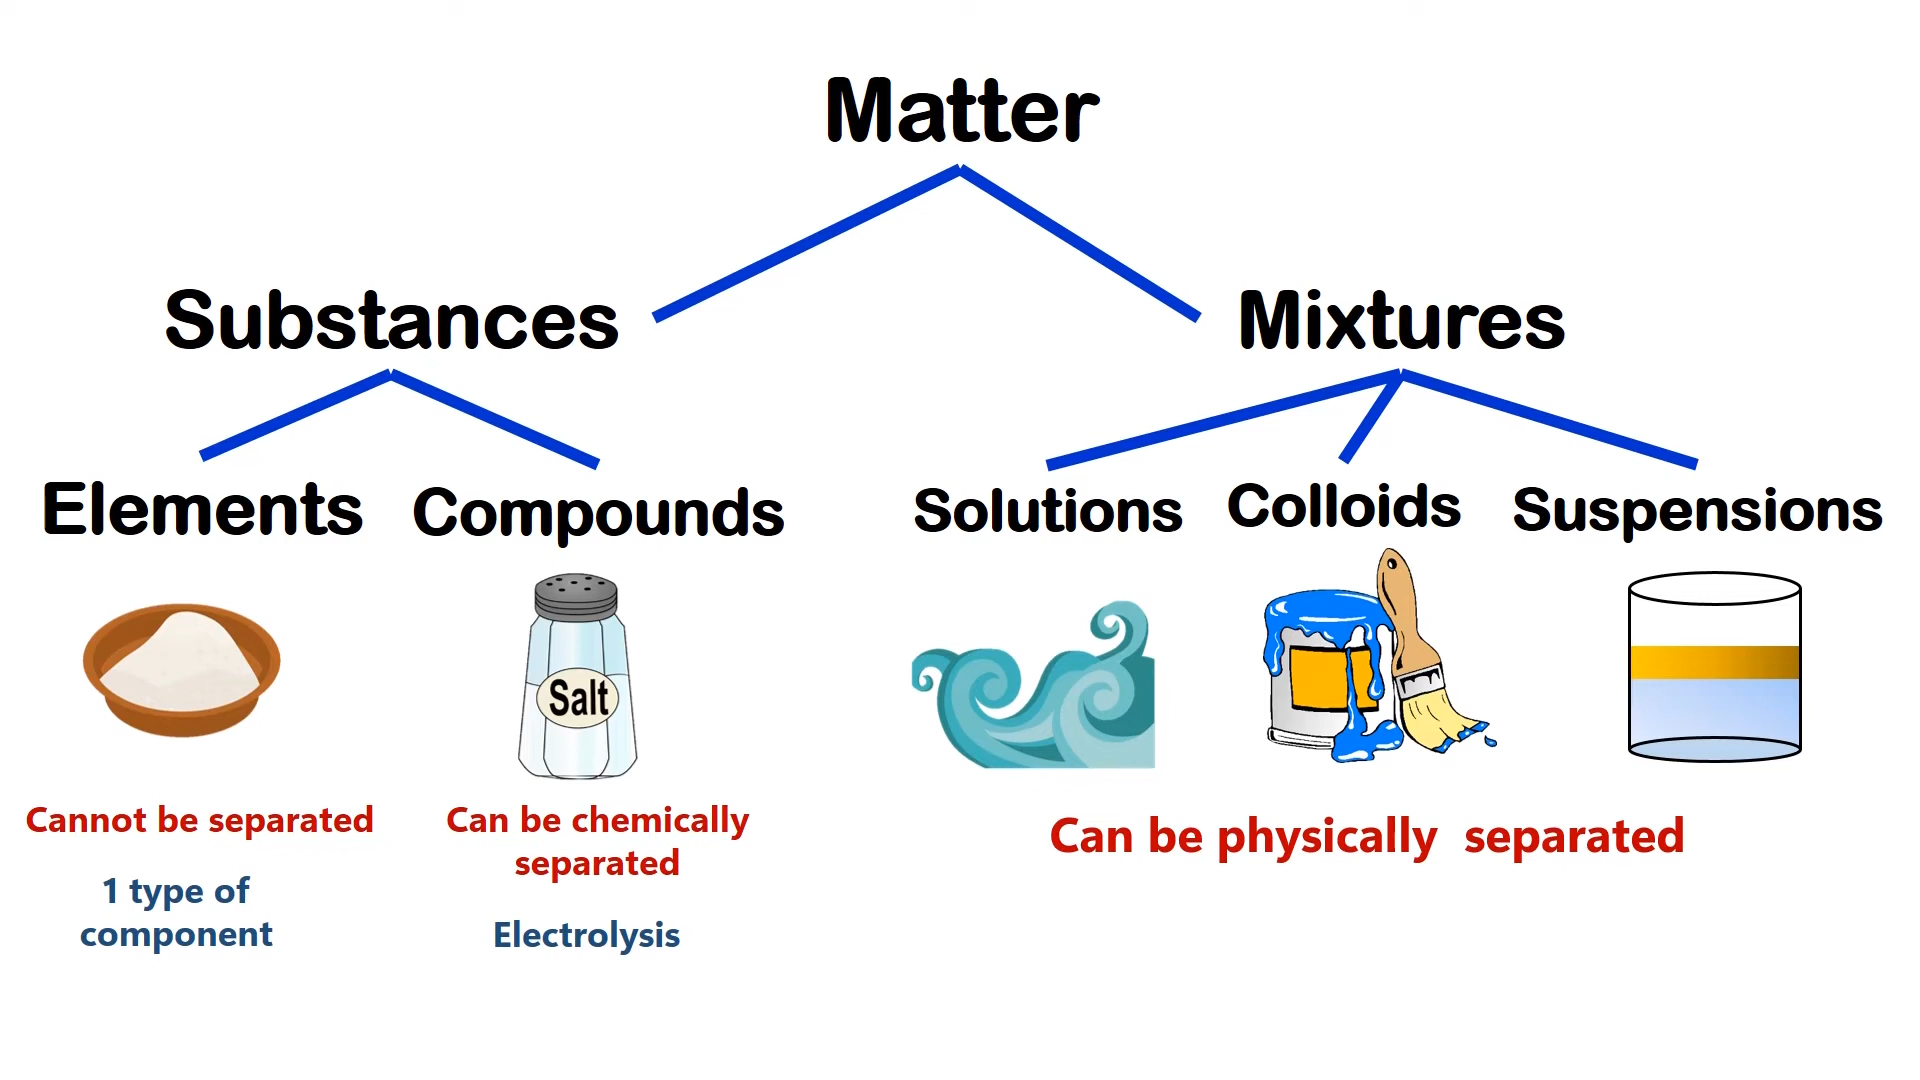 Matter
Substances
Mixtures
Elements
Compounds
Solutions
Colloids
Suspensions
Salt
Cannot be separated
1 type of
component
Can be chemically
separated
Electrolysis
Can be physically separated